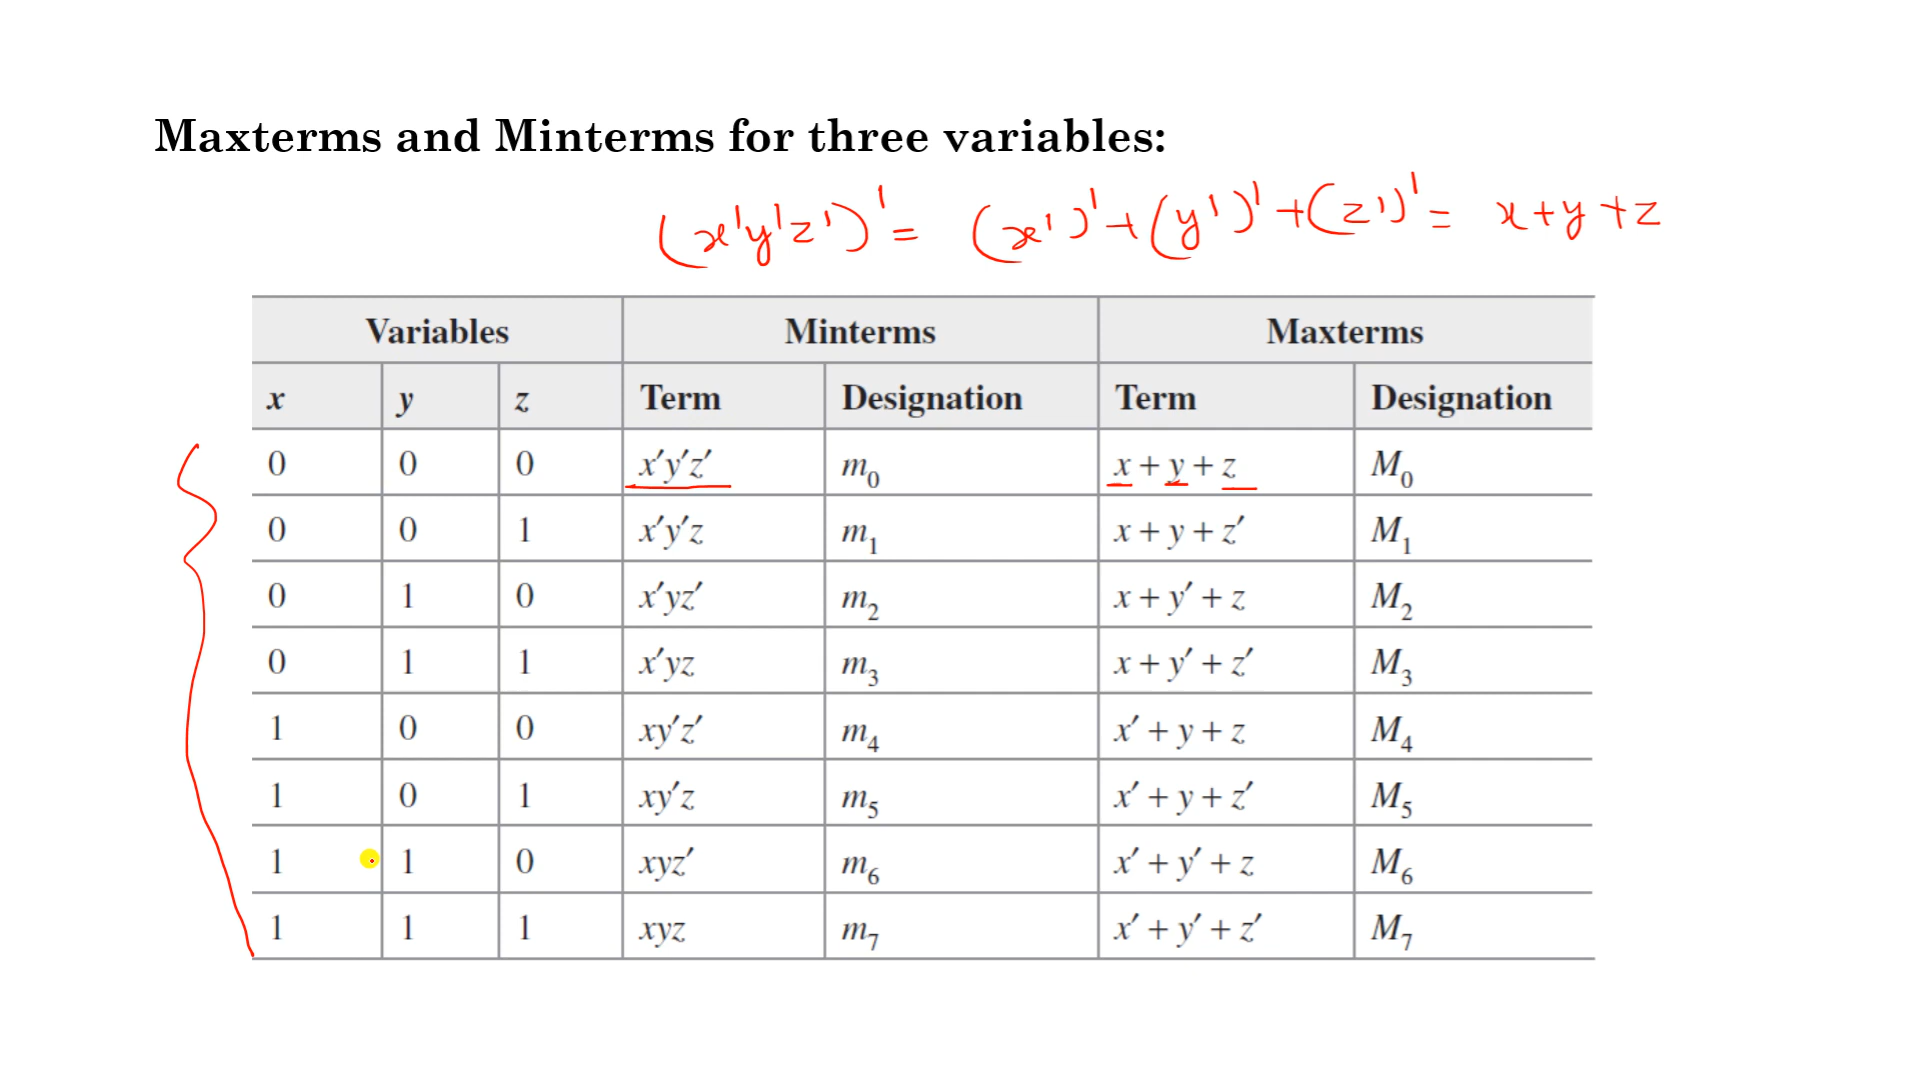 Maxterms and Minterms for three variables:
(x'y'z')' = (x')' + (y')' + (z')' = x + y + z
Variables Minterms Maxterms
x y z Term Designation Term Designation
0 0 0 x′y′z′ m₀ x + y + z M₀
0 0 1 x′y′z m₁ x + y + z′ M₁
0 1 0 x′yz′ m₂ x + y′ + z M₂
0 1 1 x′yz m₃ x + y′ + z′ M₃
1 0 0 xy′z′ m₄ x′ + y + z M₄
1 0 1 xy′z m₅ x′ + y + z′ M₅
1 1 0 xyz′ m₆ x′ + y′ + z M₆
1 1 1 xyz m₇ x′ + y′ + z′ M₇